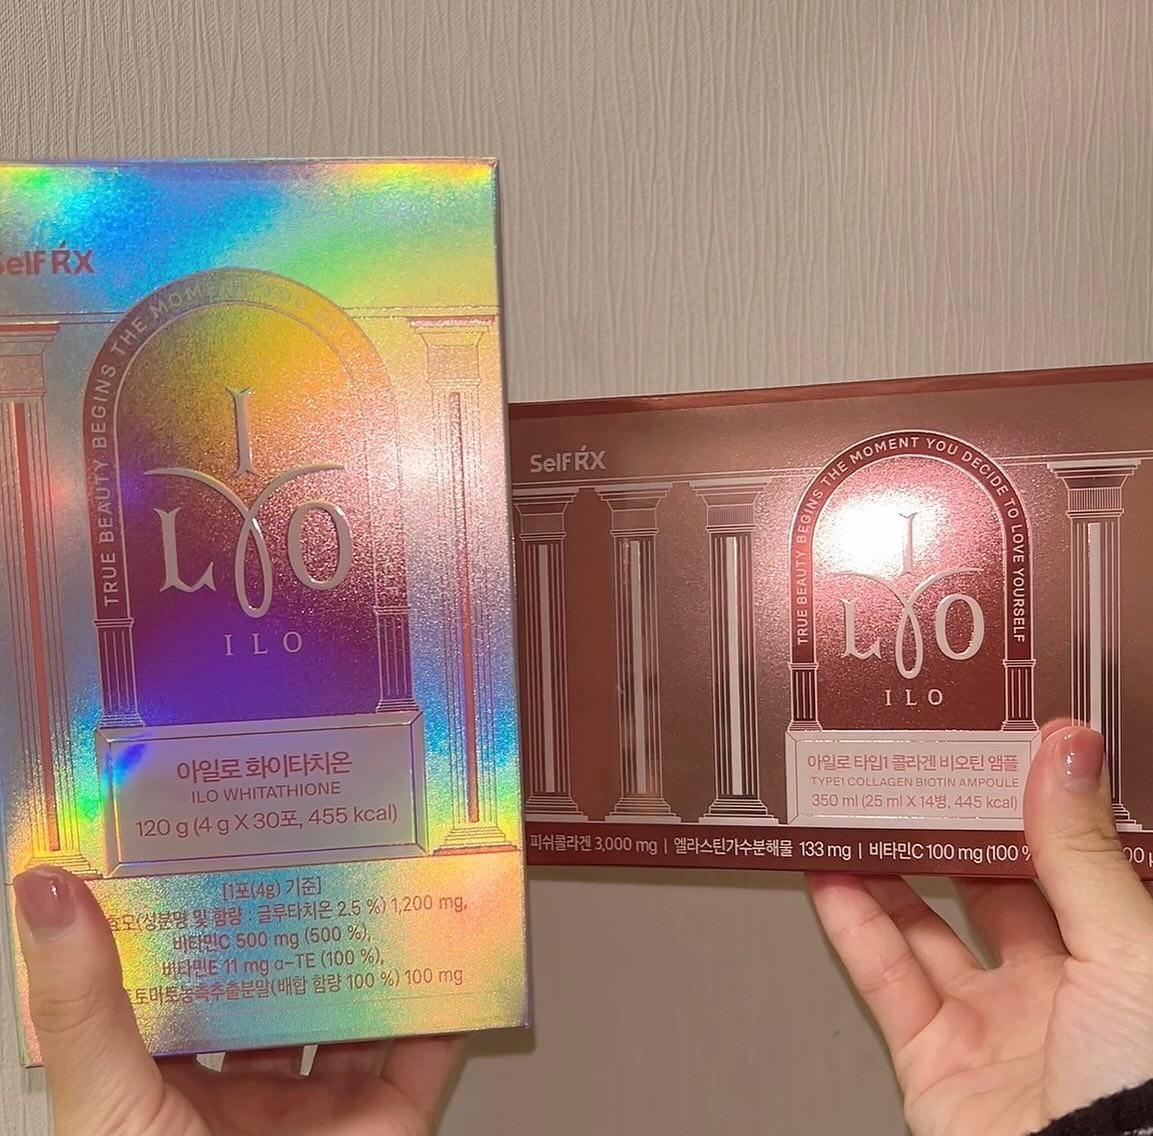 SelF RX
TRUE BEAUTY BEGINS THE MOMENT YOU
I
LO
ILO
아일로 화이타치온
ILO WHITATHIONE
120 g (4 g X 30포, 455 kcal)
[1포(4g) 기준]
효모(성분명 및 함량 : 글루타치온 2.5 %) 1,200 mg,
비타민C 500 mg (500 %),
비타민E 11 mg α-TE (100 %),
토마토농축추출분말(배합 함량 100 %) 100 mg
SelF RX
TRUE BEAUTY BEGINS THE MOMENT YOU DECIDE TO LOVE YOURSELF
I
LO
ILO
아일로 타입1 콜라겐 비오틴 앰플
TYPE1 COLLAGEN BIOTIN AMPOULE
350 ml (25 ml X 14병, 445 kcal)
피쉬콜라겐 3,000 mg | 엘라스틴가수분해물 133 mg | 비타민C 100 mg (100 %